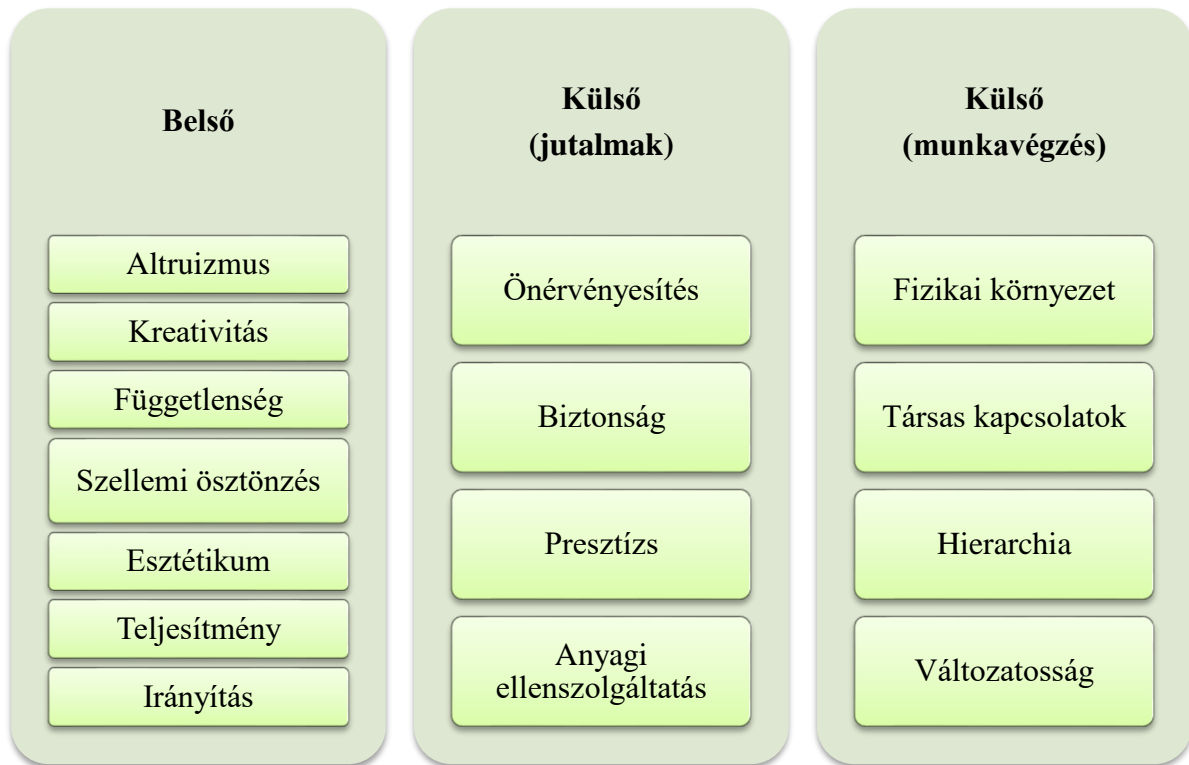 Belső
Altruizmus
Kreativitás
Függetlenség
Szellemi ösztönzés
Esztétikum
Teljesítmény
Irányítás
Külső
(jutalmak)
Önérvényesítés
Biztonság
Presztízs
Anyagi
ellenszolgáltatás
Külső
(munkavégzés)
Fizikai környezet
Társas kapcsolatok
Hierarchia
Változatosság